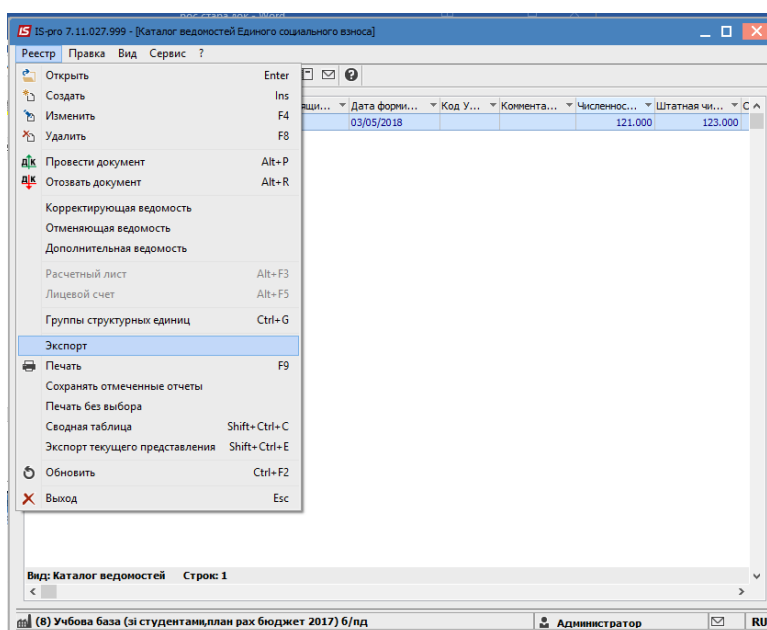 IS-pro 7.11.027.999 - [Каталог ведомостей Единого социального взноса]
Реестр Правка Вид Сервис ?
Открыть Enter
Создать Ins
Изменить F4
Удалить F8
Провести документ Alt+P
Отозвать документ Alt+R
Корректирующая ведомость
Отменяющая ведомость
Дополнительная ведомость
Расчетный лист Alt+F3
Лицевой счет Alt+F5
Группы структурных единиц Ctrl+G
Экспорт
Печать F9
Сохранять отмеченные отчеты
Печать без выбора
Сводная таблица Shift+Ctrl+C
Экспорт текущего представления Shift+Ctrl+E
Обновить Ctrl+F2
Выход Esc
Дата форми... Код У... Коммента... Численнос... Штатная чи... С
03/05/2018 121.000 123.000
Вид: Каталог ведомостей Строк: 1
(8) Учбова база (зі студентами,план рах бюджет 2017) б/пд Администратор RU